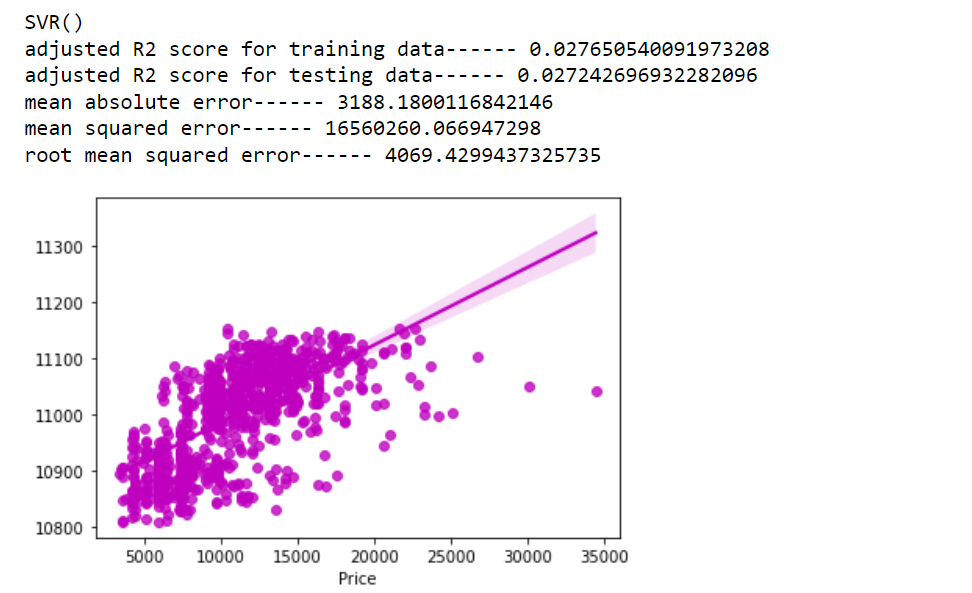 SVR()
adjusted R2 score for training data------ 0.027650540091973208
adjusted R2 score for testing data------ 0.027242696932282096
mean absolute error------ 3188.1800116842146
mean squared error------ 16560260.066947298
root mean squared error------ 4069.4299437325735
11300
11200
11100
11000
10900
10800
5000 10000 15000 20000 25000 30000 35000
Price